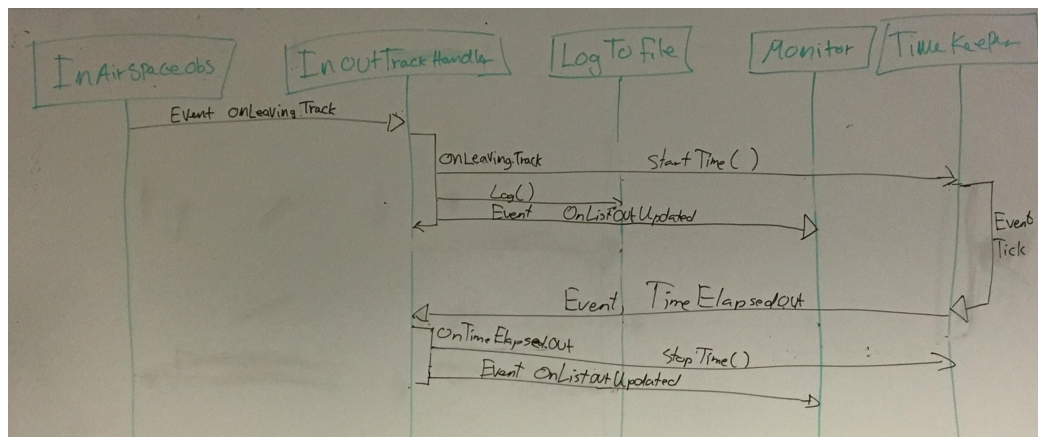 InAirSpaceobs
InOutTrackHandler
LogTofile
Monitor
TimeKeeper
Event OnLeavingTrack
OnLeavingTrack
StartTime()
Log()
Event OnListOutUpdated
Event
Tick
Event TimeElapsedOut
OnTimeElapsedOut
StopTime()
Event OnListOutUpdated